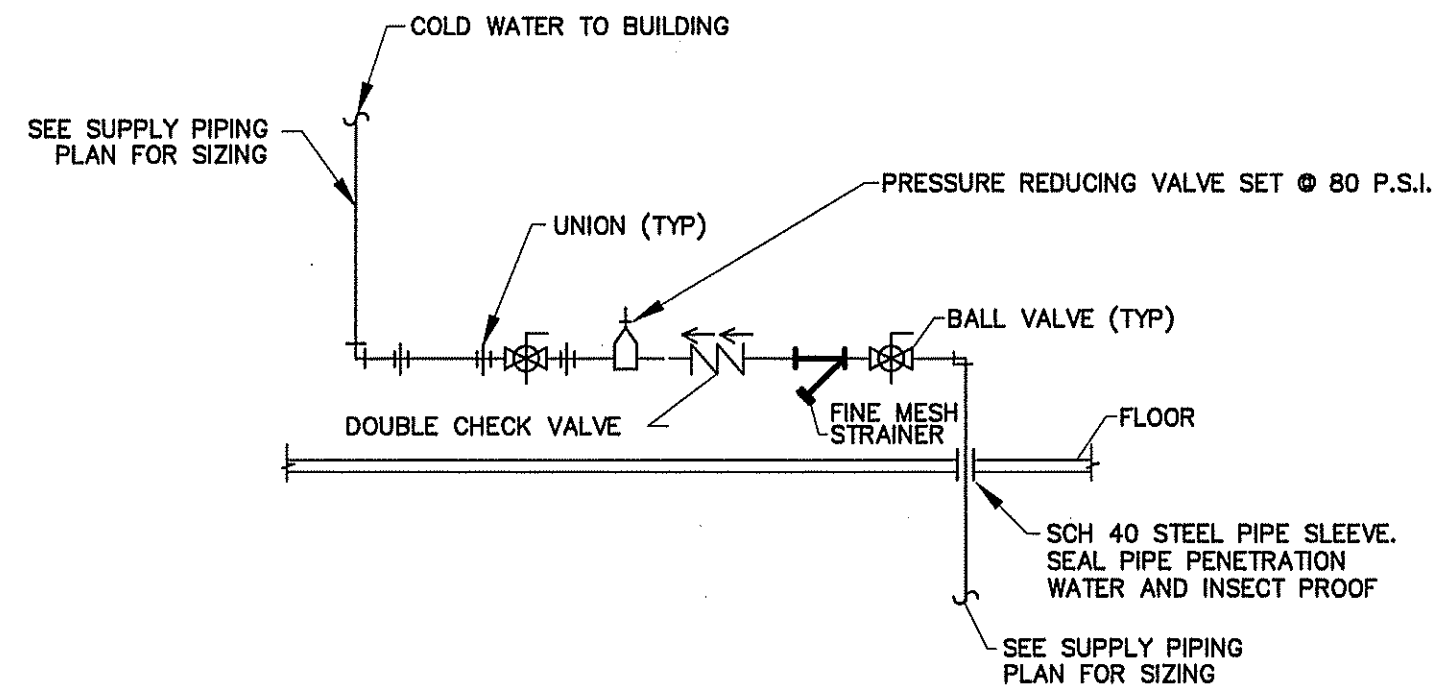 COLD WATER TO BUILDING
SEE SUPPLY PIPING
PLAN FOR SIZING
PRESSURE REDUCING VALVE SET @ 80 P.S.I.
UNION (TYP)
BALL VALVE (TYP)
DOUBLE CHECK VALVE
FINE MESH
STRAINER
FLOOR
SCH 40 STEEL PIPE SLEEVE.
SEAL PIPE PENETRATION
WATER AND INSECT PROOF
SEE SUPPLY PIPING
PLAN FOR SIZING